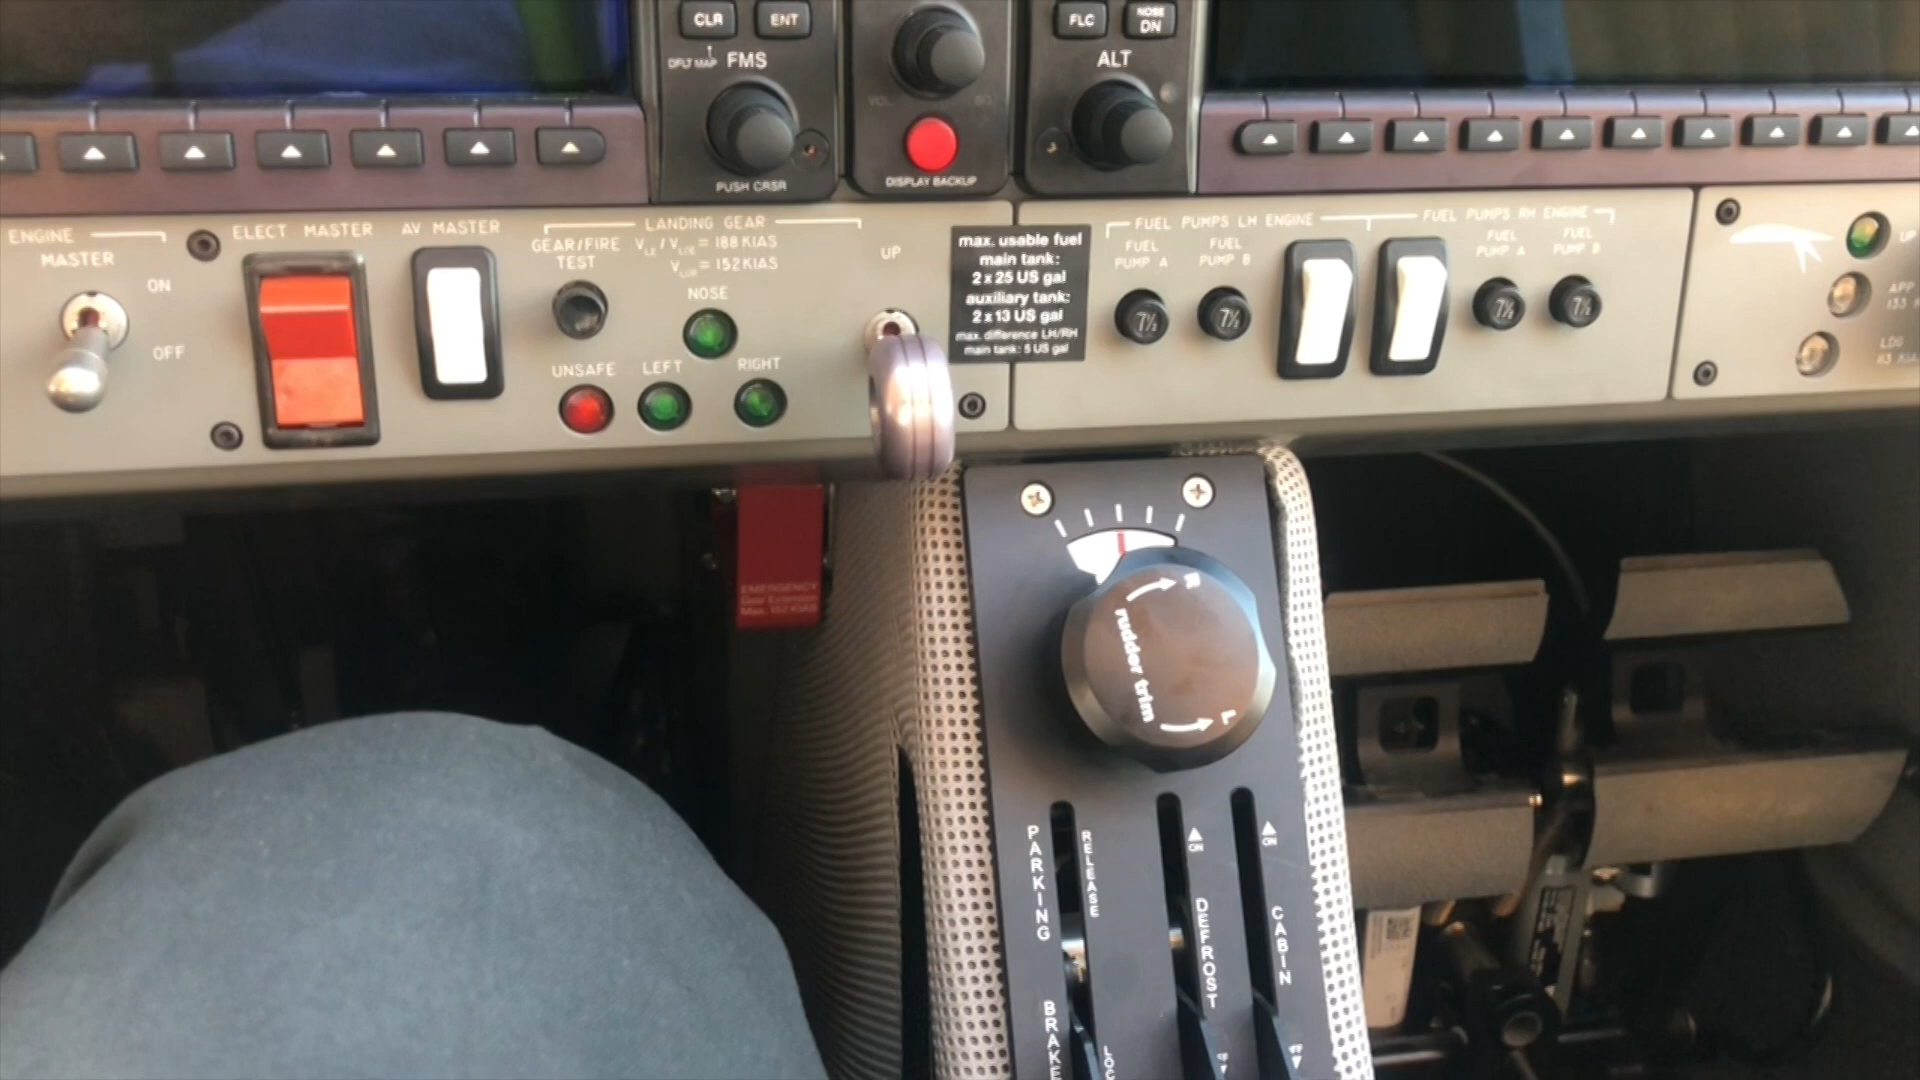 CLR
ENT
DFLT MAP
FMS
PUSH CRSR
VOL
DISPLAY BACKUP
FLC
NOSE
DN
ALT
ENGINE
MASTER
ON
OFF
ELECT MASTER
AV MASTER
LANDING GEAR
GEAR/FIRE
TEST
VLE / VLOE = 188 KIAS
VLOR = 152 KIAS
NOSE
UNSAFE
LEFT
RIGHT
UP
max. usable fuel
main tank:
2 x 25 US gal
auxiliary tank:
2 x 13 US gal
max. difference LH/RH
main tank: 5 US gal
FUEL PUMPS LH ENGINE
FUEL
PUMP A
FUEL
PUMP B
7½
7½
FUEL PUMPS RH ENGINE
FUEL
PUMP A
FUEL
PUMP B
7½
7½
UP
APP
133
LDG
EMERGENCY
Gear Extension
Max. 152 KIAS
R
rudder trim
L
PARKING
BRAKE
RELEASE
ON
DEFROST
ON
CABIN